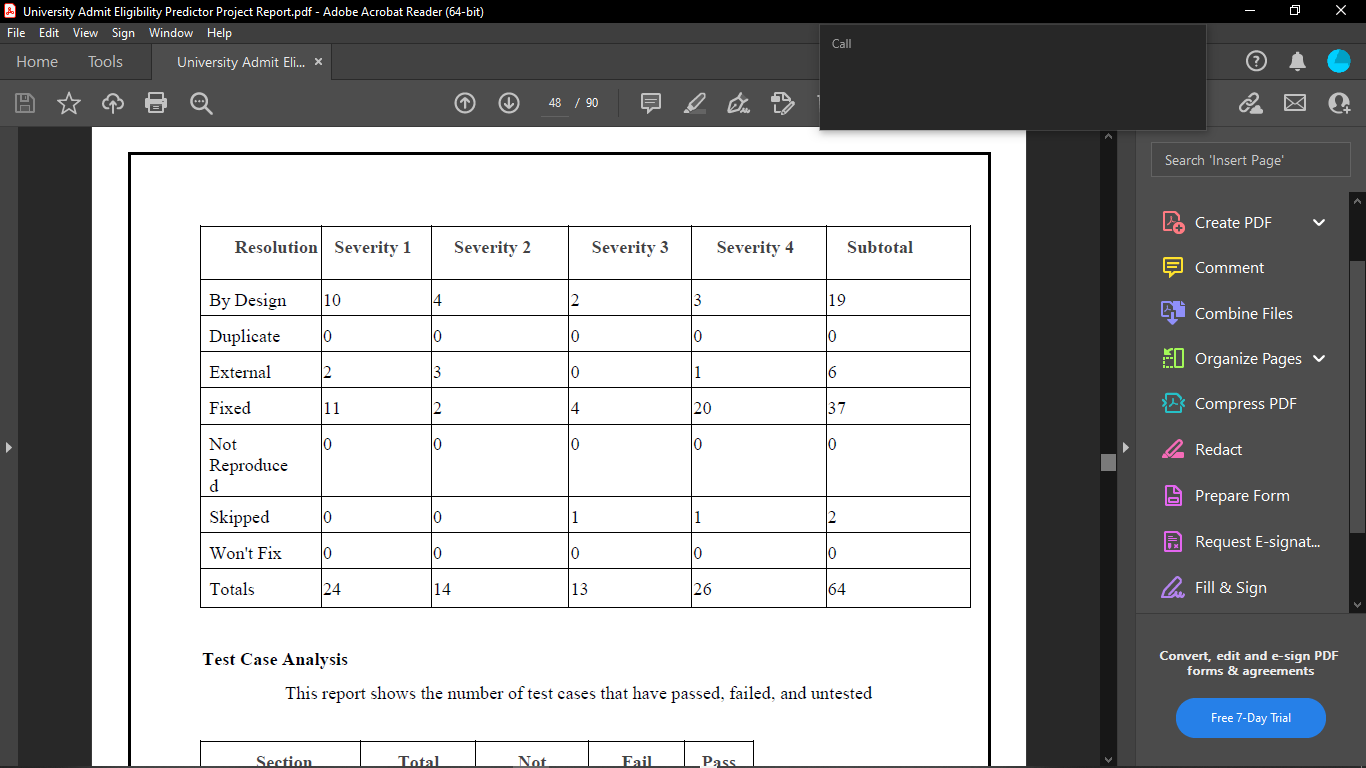 University Admit Eligibility Predictor Project Report.pdf - Adobe Acrobat Reader (64-bit)
File Edit View Sign Window Help
Call
Home Tools University Admit Eli... ×
48 / 90
Search 'Insert Page'
Create PDF
Comment
Combine Files
Organize Pages
Compress PDF
Redact
Prepare Form
Request E-signat...
Fill & Sign
Convert, edit and e-sign PDF
forms & agreements
Free 7-Day Trial
Resolution Severity 1 Severity 2 Severity 3 Severity 4 Subtotal
By Design 10 4 2 3 19
Duplicate 0 0 0 0 0
External 2 3 0 1 6
Fixed 11 2 4 20 37
Not 0 0 0 0 0
Reproduce
d
Skipped 0 0 1 1 2
Won't Fix 0 0 0 0 0
Totals 24 14 13 26 64
Test Case Analysis
This report shows the number of test cases that have passed, failed, and untested
Section Total Not Fail Pass